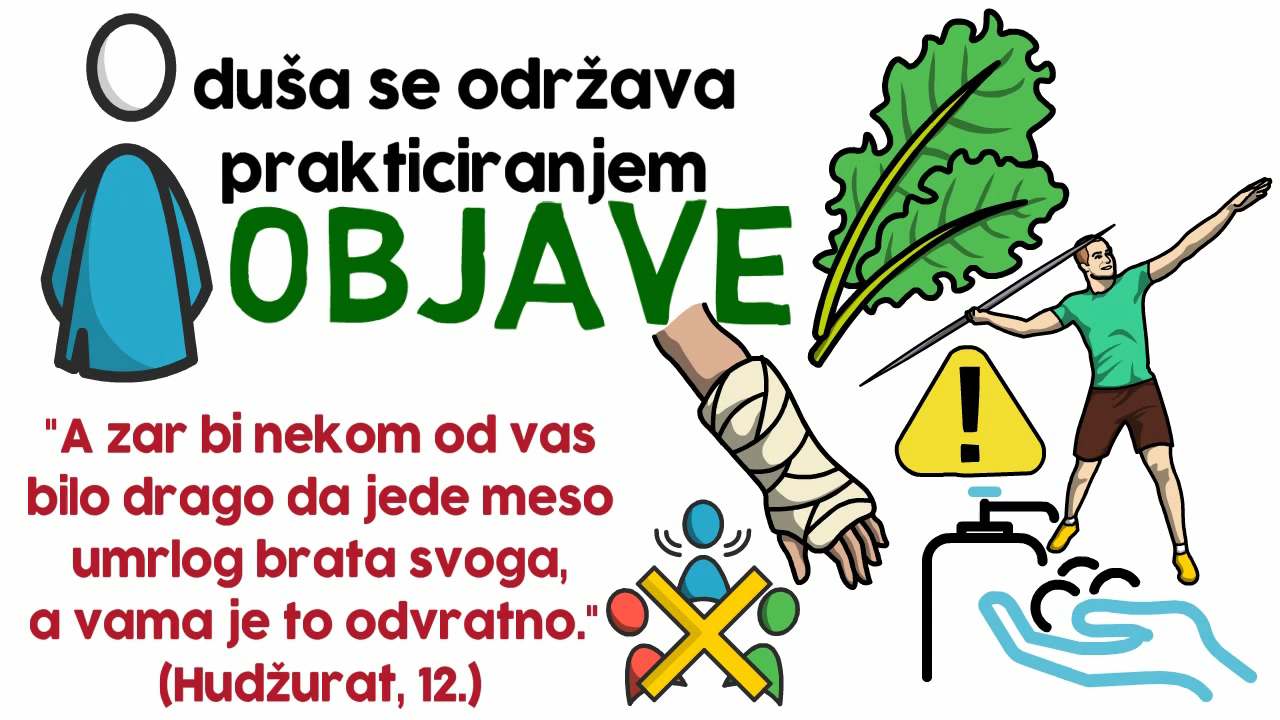 duša se održava
prakticiranjem
OBJAVE
"A zar bi nekom od vas
bilo drago da jede meso
umrlog brata svoga,
a vama je to odvratno."
(Hudžurat, 12.)
!